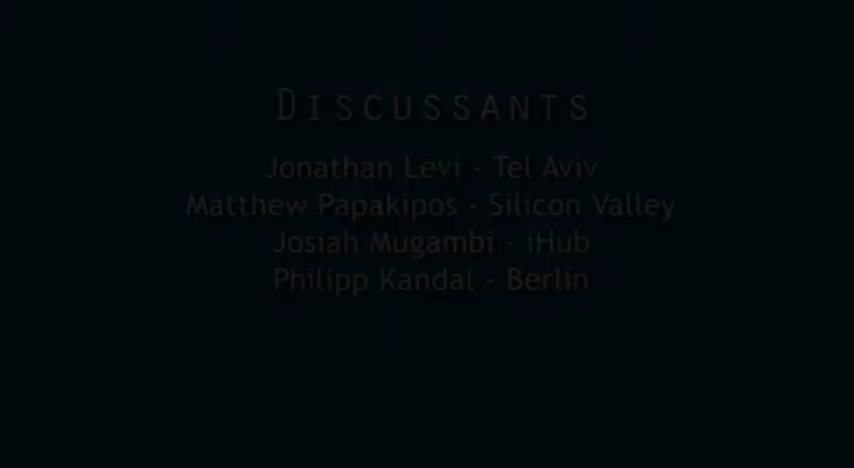 Discussants
Jonathan Levi - Tel Aviv
Matthew Papakipos - Silicon Valley
Josiah Mugambi - iHub
Philipp Kandal - Berlin